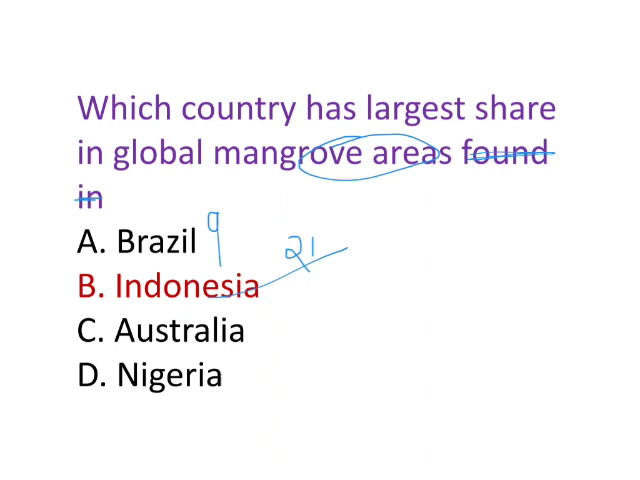 Which country has largest share
in global mangrove areas found
in
A. Brazil 9
21
B. Indonesia
C. Australia
D. Nigeria